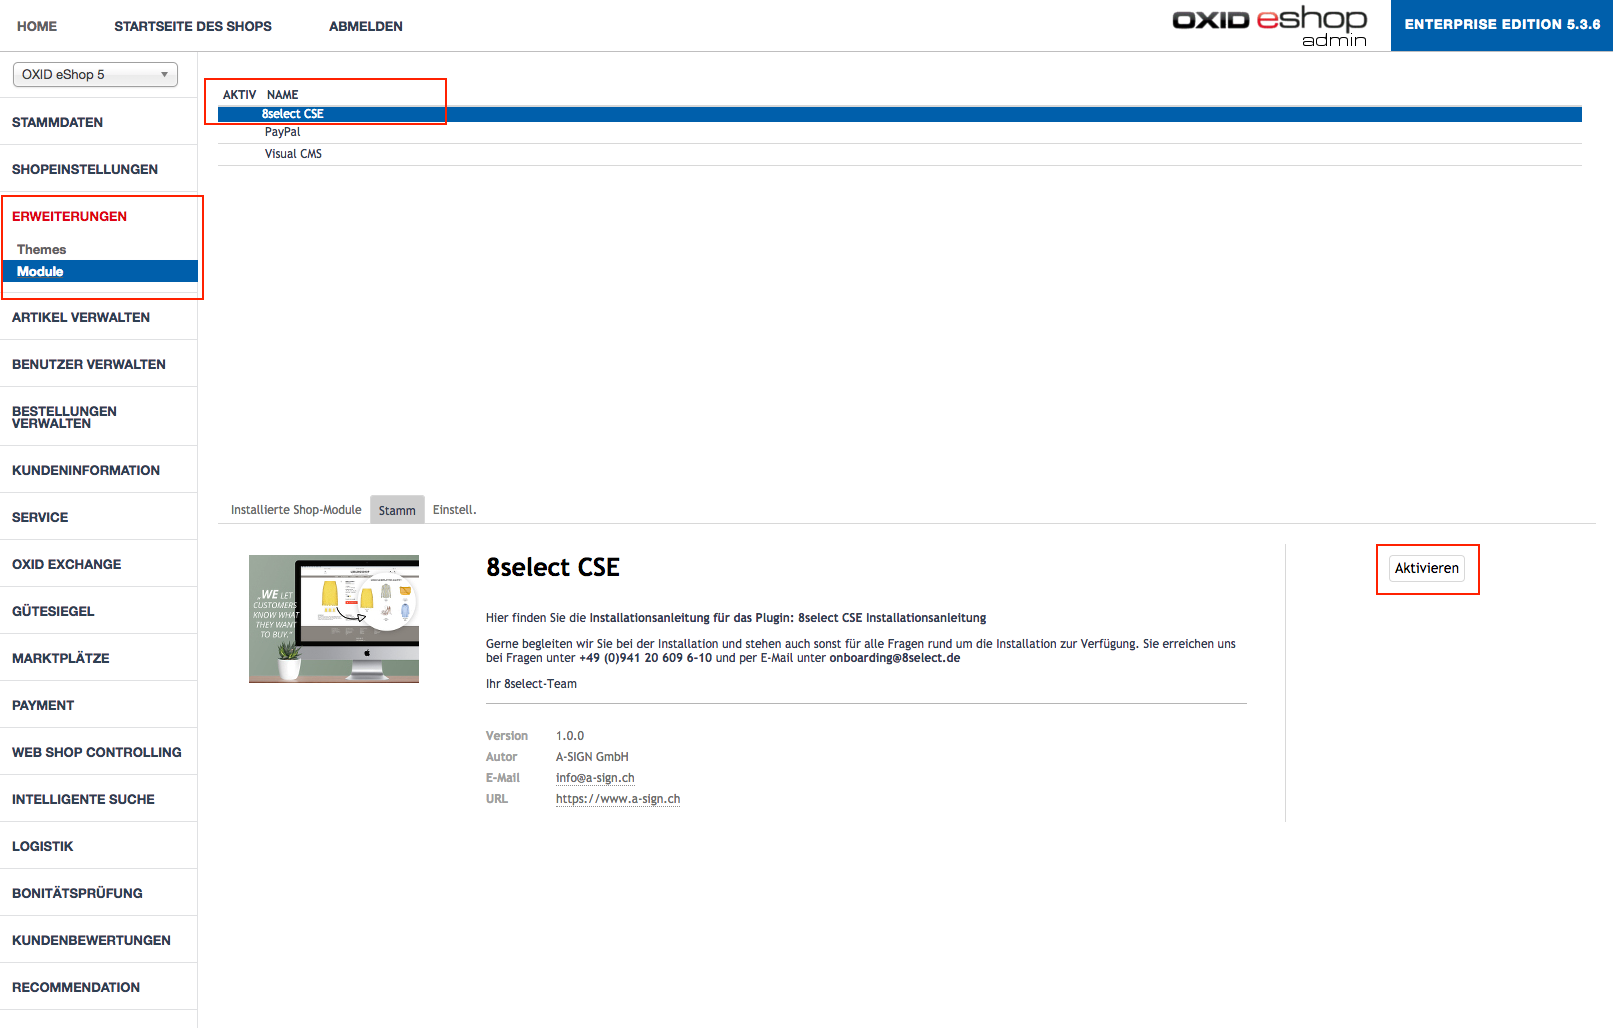 HOME STARTSEITE DES SHOPS ABMELDEN
OXID eshop
admin
ENTERPRISE EDITION 5.3.6
OXID eShop 5
STAMMDATEN
SHOPEINSTELLUNGEN
ERWEITERUNGEN
Themes
Module
ARTIKEL VERWALTEN
BENUTZER VERWALTEN
BESTELLUNGEN
VERWALTEN
KUNDENINFORMATION
SERVICE
OXID EXCHANGE
GÜTESIEGEL
MARKTPLÄTZE
PAYMENT
WEB SHOP CONTROLLING
INTELLIGENTE SUCHE
LOGISTIK
BONITÄTSPRÜFUNG
KUNDENBEWERTUNGEN
RECOMMENDATION
AKTIV NAME
8select CSE
PayPal
Visual CMS
Installierte Shop-Module Stamm Einstell.
„WE LET
CUSTOMERS
KNOW WHAT
THEY WANT
TO BUY.“
8select CSE
Hier finden Sie die Installationsanleitung für das Plugin: 8select CSE Installationsanleitung
Gerne begleiten wir Sie bei der Installation und stehen auch sonst für alle Fragen rund um die Installation zur Verfügung. Sie erreichen uns
bei Fragen unter +49 (0)941 20 609 6-10 und per E-Mail unter onboarding@8select.de
Ihr 8select-Team
Version 1.0.0
Autor A-SIGN GmbH
E-Mail info@a-sign.ch
URL https://www.a-sign.ch
Aktivieren